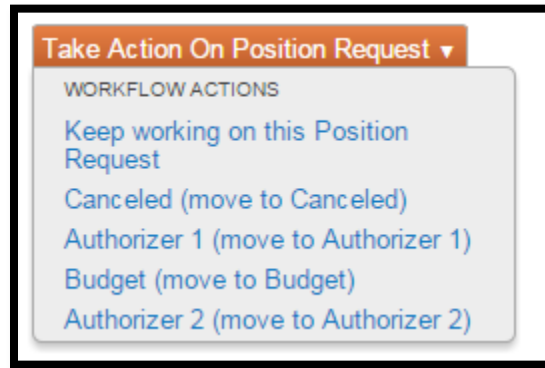 Take Action On Position Request ▼
WORKFLOW ACTIONS
Keep working on this Position
Request
Canceled (move to Canceled)
Authorizer 1 (move to Authorizer 1)
Budget (move to Budget)
Authorizer 2 (move to Authorizer 2)